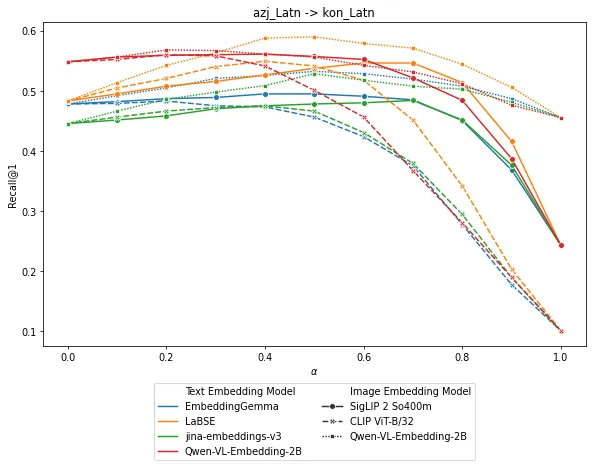 azj_Latn -> kon_Latn
Recall@1
0.6
0.5
0.4
0.3
0.2
0.1
0.0 0.2 0.4 0.6 0.8 1.0
α
Text Embedding Model Image Embedding Model
EmbeddingGemma SigLIP 2 So400m
LaBSE CLIP ViT-B/32
jina-embeddings-v3 Qwen-VL-Embedding-2B
Qwen-VL-Embedding-2B